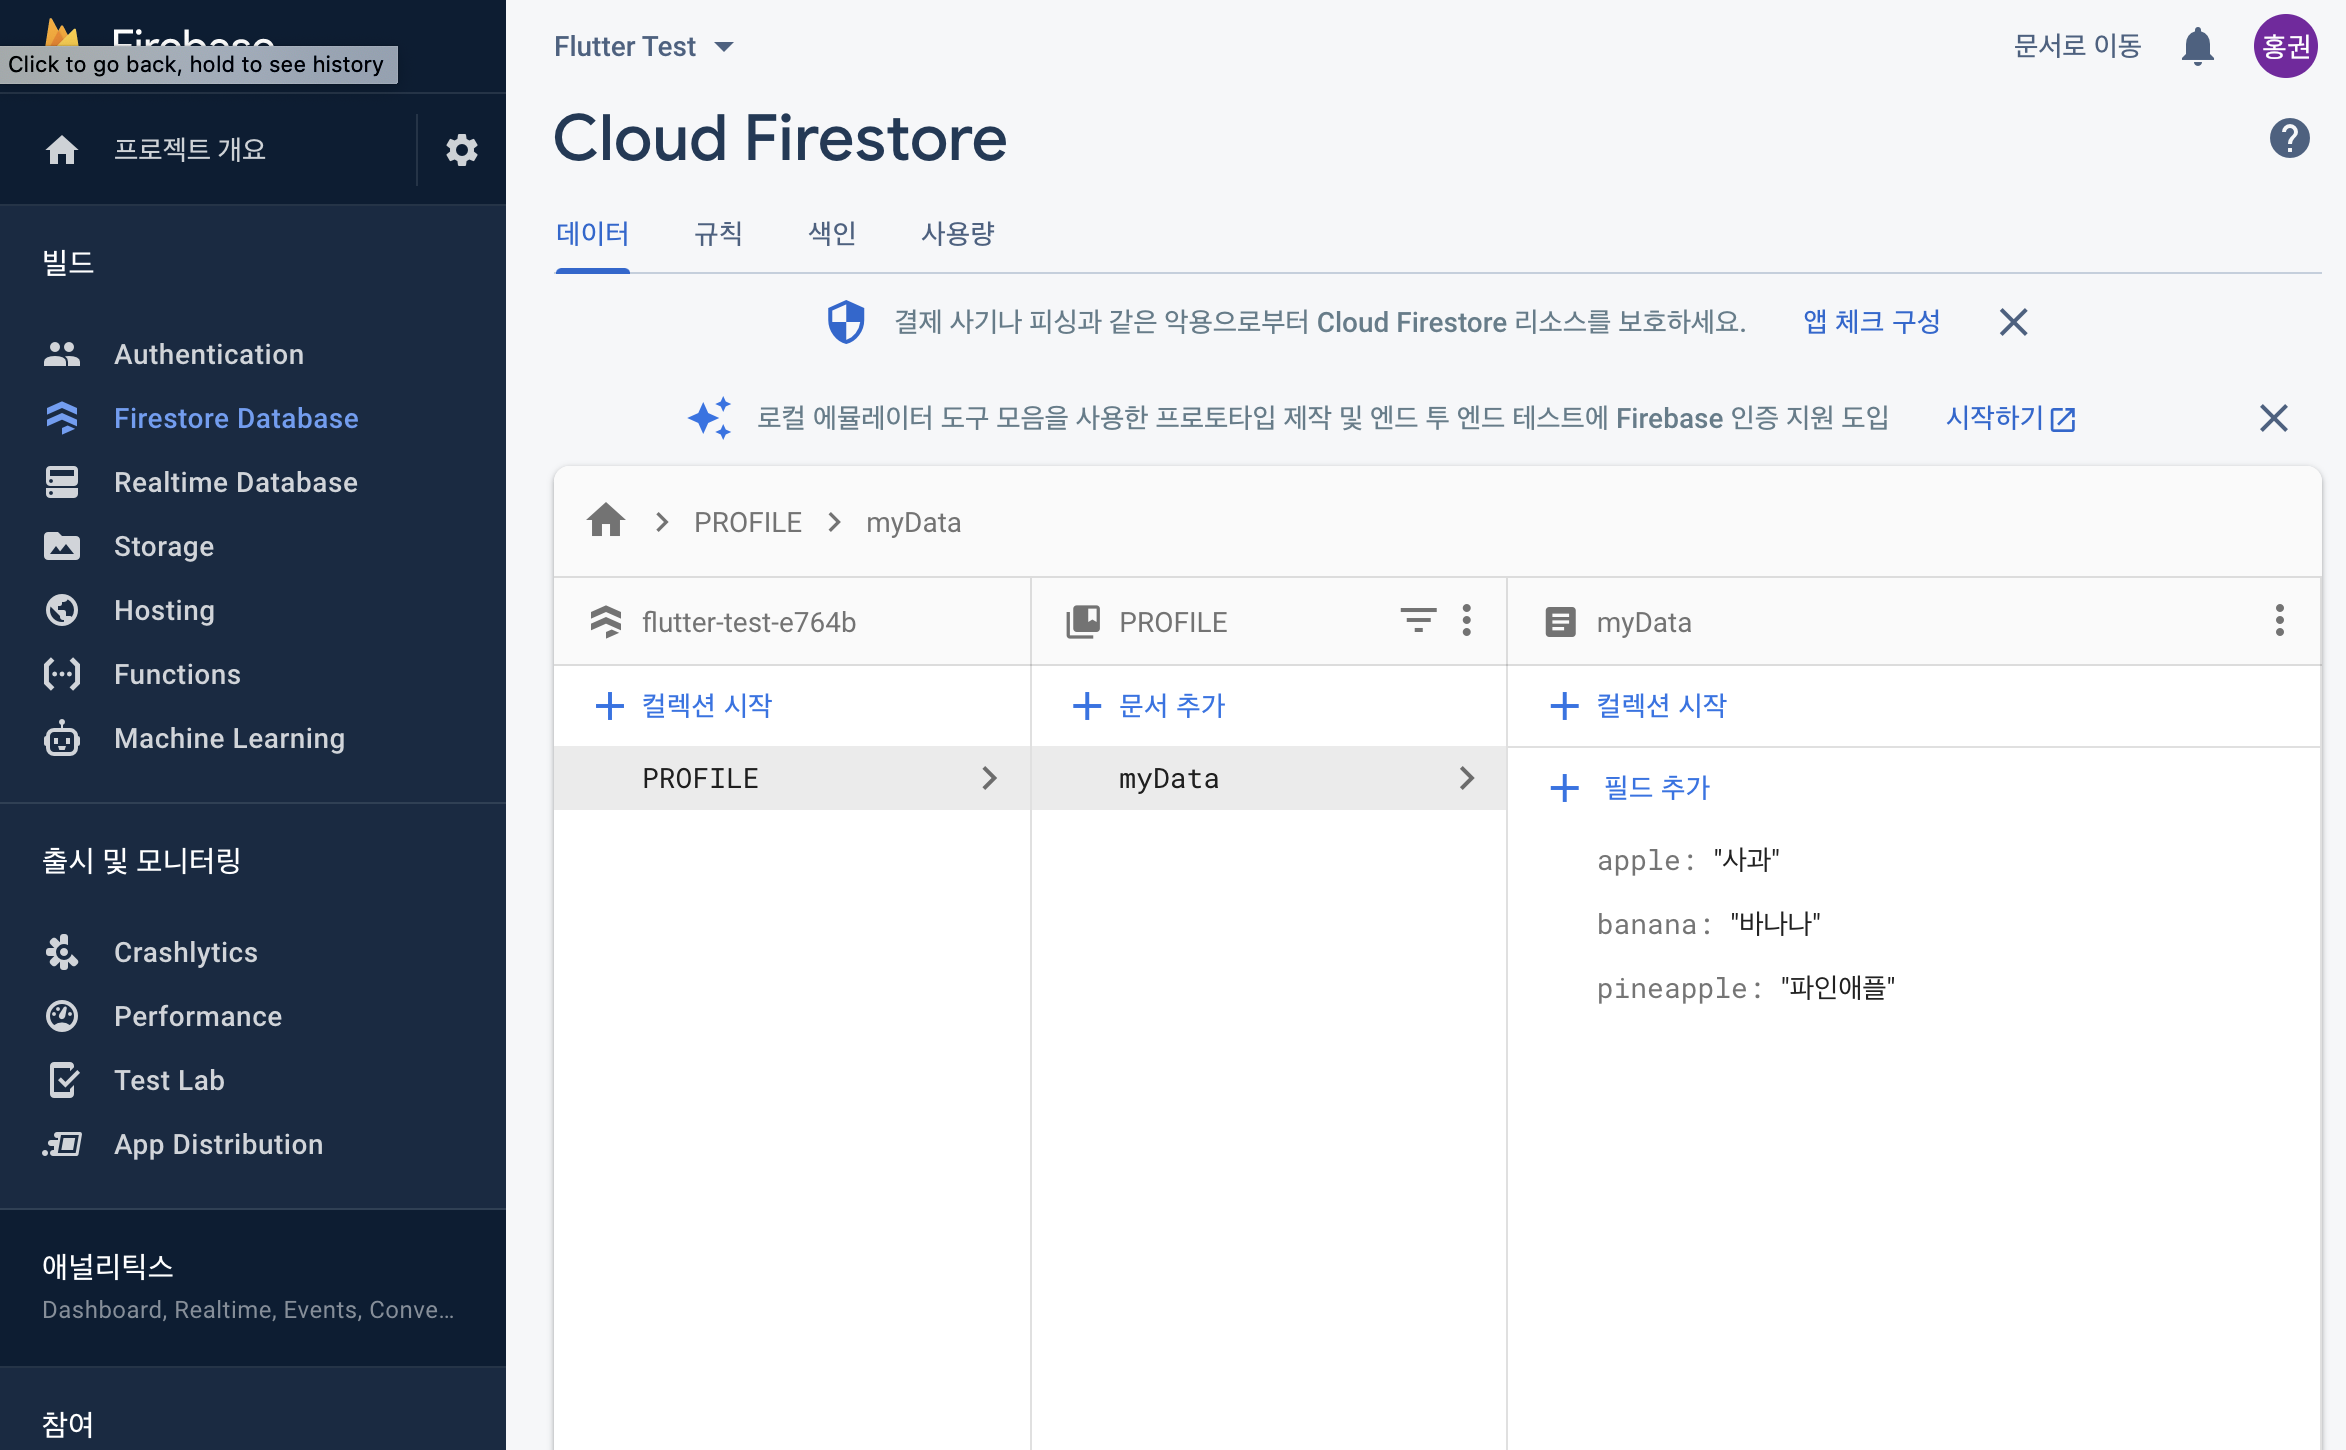 Firebase
Click to go back, hold to see history
프로젝트 개요
빌드
Authentication
Firestore Database
Realtime Database
Storage
Hosting
Functions
Machine Learning
출시 및 모니터링
Crashlytics
Performance
Test Lab
App Distribution
애널리틱스
Dashboard, Realtime, Events, Conve...
참여
Flutter Test
문서로 이동
홍권
Cloud Firestore
데이터 규칙 색인 사용량
결제 사기나 피싱과 같은 악용으로부터 Cloud Firestore 리소스를 보호하세요. 앱 체크 구성
로컬 에뮬레이터 도구 모음을 사용한 프로토타입 제작 및 엔드 투 엔드 테스트에 Firebase 인증 지원 도입 시작하기
PROFILE myData
flutter-test-e764b PROFILE myData
컬렉션 시작 문서 추가 컬렉션 시작
PROFILE myData 필드 추가
apple: "사과"
banana: "바나나"
pineapple: "파인애플"